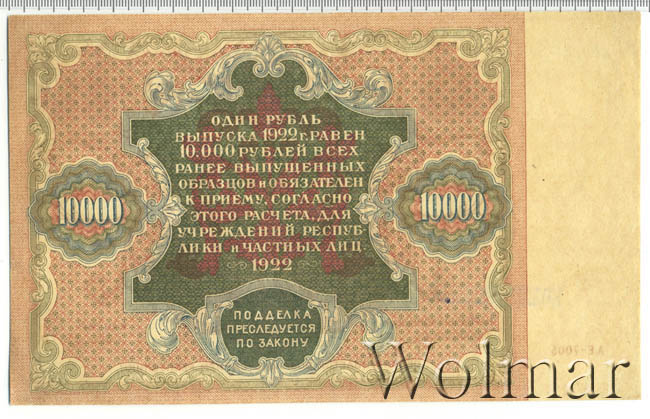 ОДИН РУБЛЬ
ВЫПУСКА 1922 г. РАВЕН
10.000 РУБЛЕЙ ВСЕХ
РАНЕЕ ВЫПУЩЕННЫХ
ОБРАЗЦОВ и ОБЯЗАТЕЛЕН
К ПРИЕМУ, СОГЛАСНО
ЭТОГО РАСЧЕТА, ДЛЯ
УЧРЕЖДЕНИЙ РЕСПУБ-
ЛИКИ и ЧАСТНЫХ ЛИЦ.
1922
10000
10000
ПОДДЕЛКА
ПРЕСЛЕДУЕТСЯ
ПО ЗАКОНУ
Wolmar